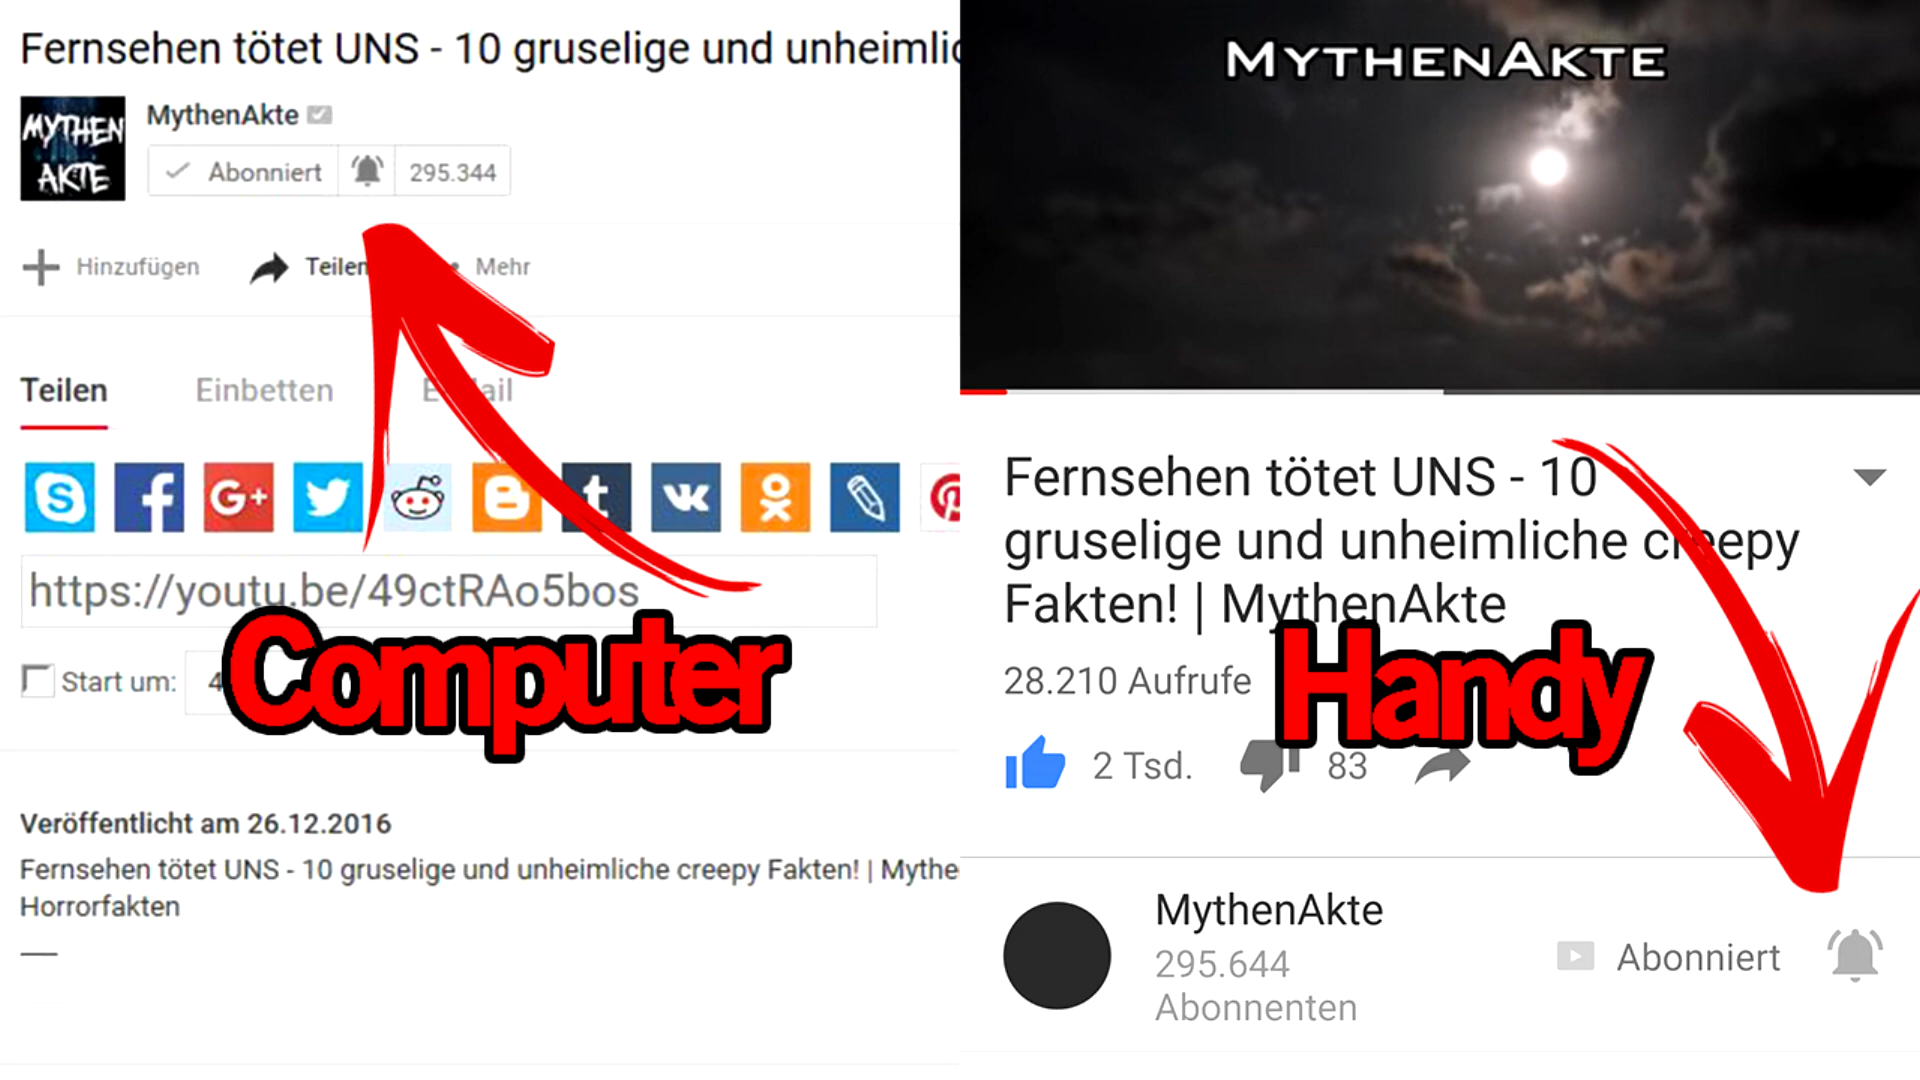 Fernsehen tötet UNS - 10 gruselige und unheimlic
MYTHEN
AKTE
MythenAkte
Abonniert
295.344
Hinzufügen
Teilen
Mehr
Teilen
Einbetten
G+
t
https://youtu.be/49ctRAo5bos
Start um:
4
Computer
Veröffentlicht am 26.12.2016
Fernsehen tötet UNS - 10 gruselige und unheimliche creepy Fakten! | Mythe
Horrorfakten
MYTHENAKTE
Fernsehen tötet UNS - 10
gruselige und unheimliche creepy
Fakten! | MythenAkte
28.210 Aufrufe
Handy
2 Tsd.
83
MythenAkte
295.644
Abonnenten
Abonniert